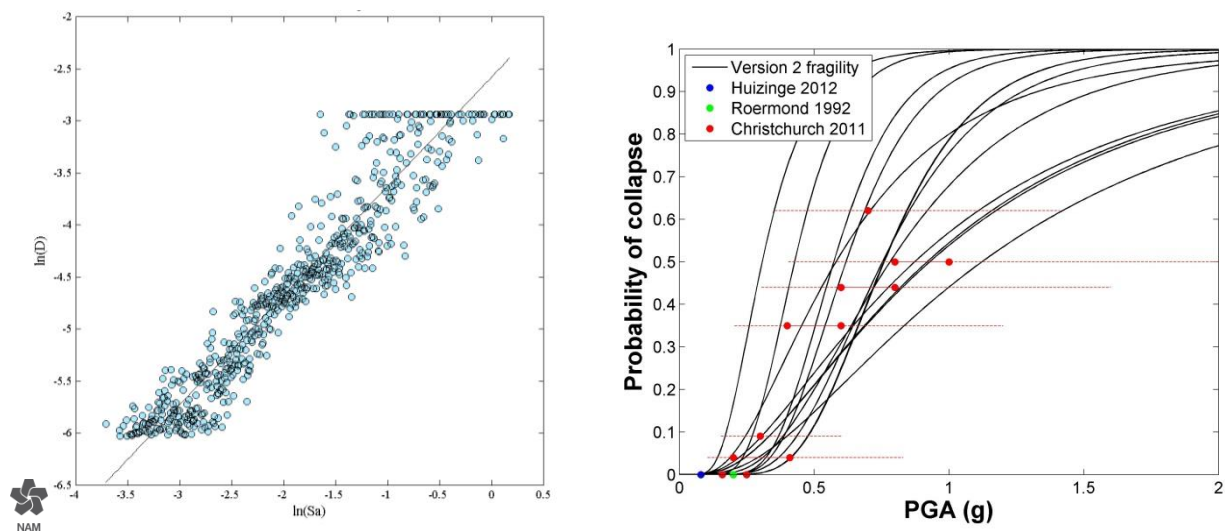 -2
-2.5
-3
-3.5
-4
-4.5
-5
-5.5
-6
-6.5
ln(D)
-4 -3.5 -3 -2.5 -2 -1.5 -1 -0.5 0 0.5
ln(Sa)
NAM
1
0.9
0.8
0.7
0.6
0.5
0.4
0.3
0.2
0.1
0
Probability of collapse
Version 2 fragility
Huizinge 2012
Roermond 1992
Christchurch 2011
0 0.5 1 1.5 2
PGA (g)